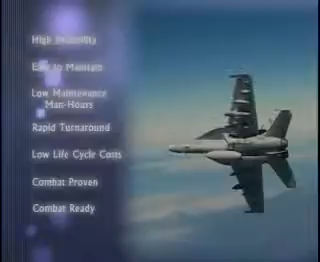 High Reliability
Easy to Maintain
Low Maintenance
Man-Hours
Rapid Turnaround
Low Life Cycle Costs
Combat Proven
Combat Ready